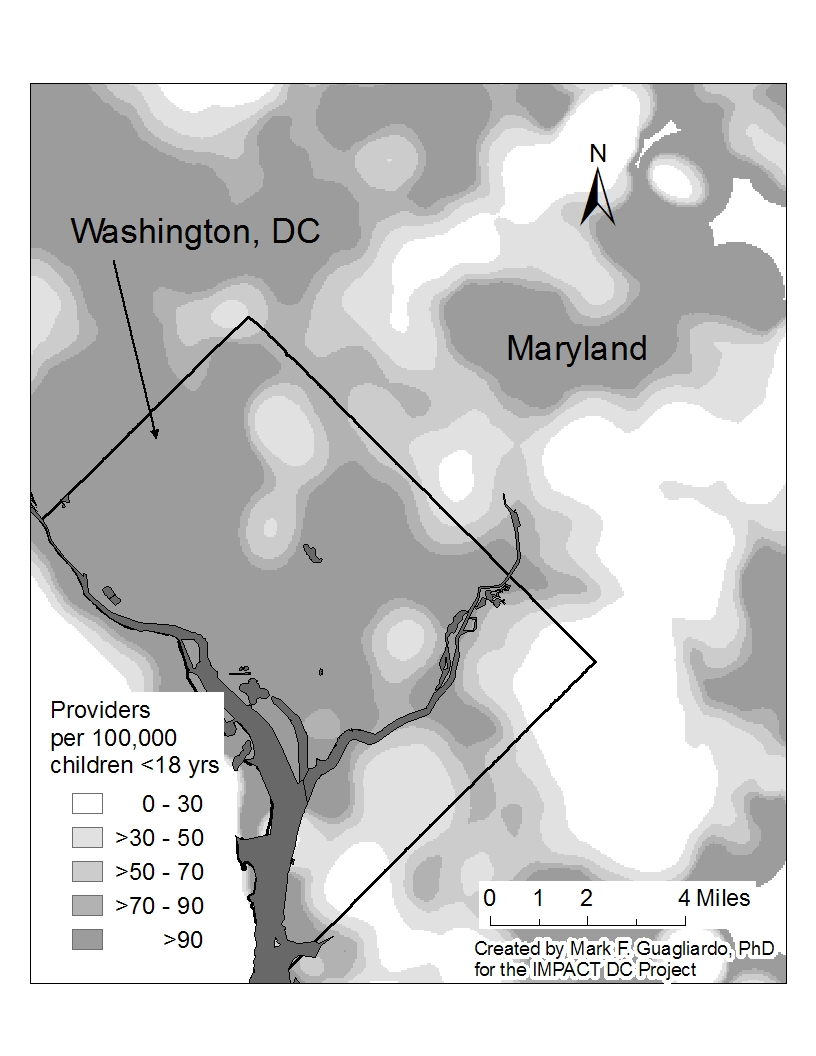 N
Washington, DC
Maryland
Providers
per 100,000
children <18 yrs
0 - 30
>30 - 50
>50 - 70
>70 - 90
>90
0 1 2 4 Miles
Created by Mark F. Guagliardo, PhD
for the IMPACT DC Project